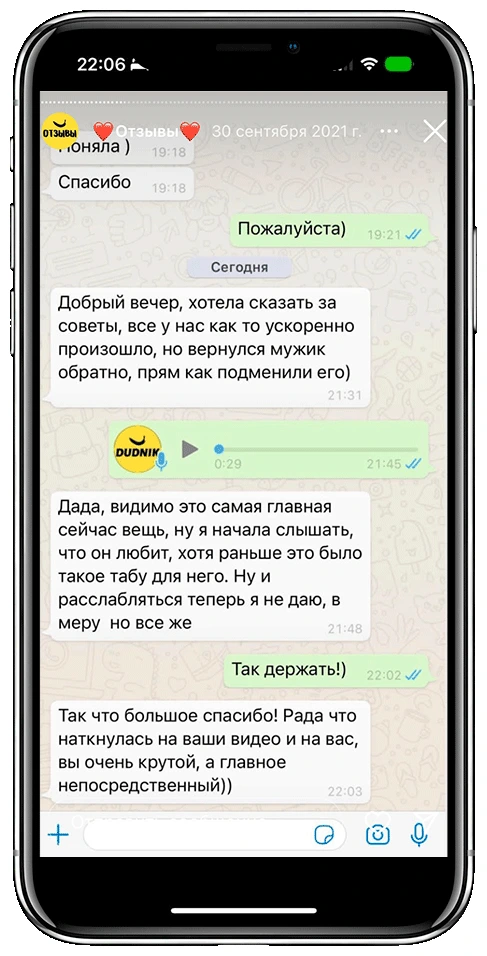 22:06
ОТЗЫВЫ
❤️Отзывы❤️ 30 сентября 2021 г. ...
Поняла ) 19:18
Спасибо 19:18
Пожалуйста) 19:21
Сегодня
Добрый вечер, хотела сказать за
советы, все у нас как то ускоренно
произошло, но вернулся мужик
обратно, прям как подменили его)
21:31
DUDNIK
0:29 21:45
Дада, видимо это самая главная
сейчас вещь, ну я начала слышать,
что он любит, хотя раньше это было
такое табу для него. Ну и
расслабляться теперь я не даю, в
меру но все же
21:48
Так держать!) 22:02
Так что большое спасибо! Рада что
наткнулась на ваши видео и на вас,
вы очень крутой, а главное
непосредственный)) 22:03